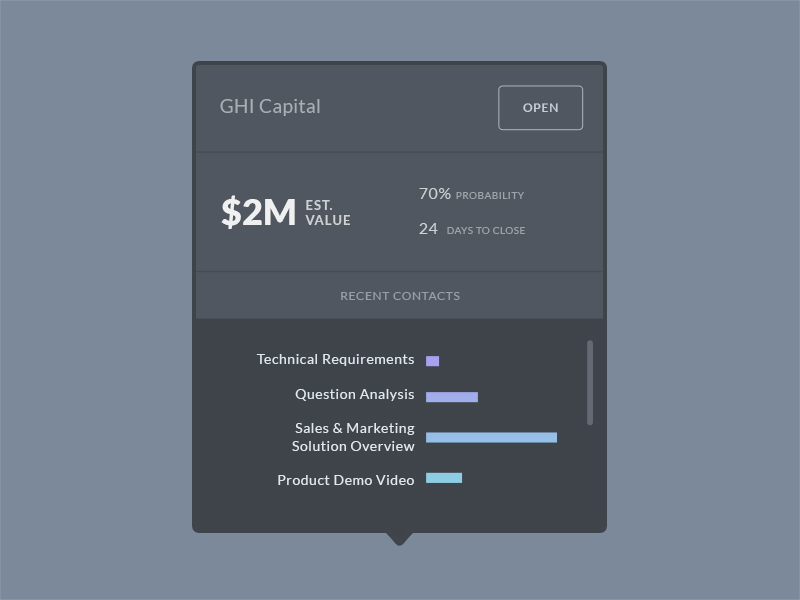 GHI Capital
OPEN
$2M EST.
VALUE
70% PROBABILITY
24 DAYS TO CLOSE
RECENT CONTACTS
Technical Requirements
Question Analysis
Sales & Marketing
Solution Overview
Product Demo Video